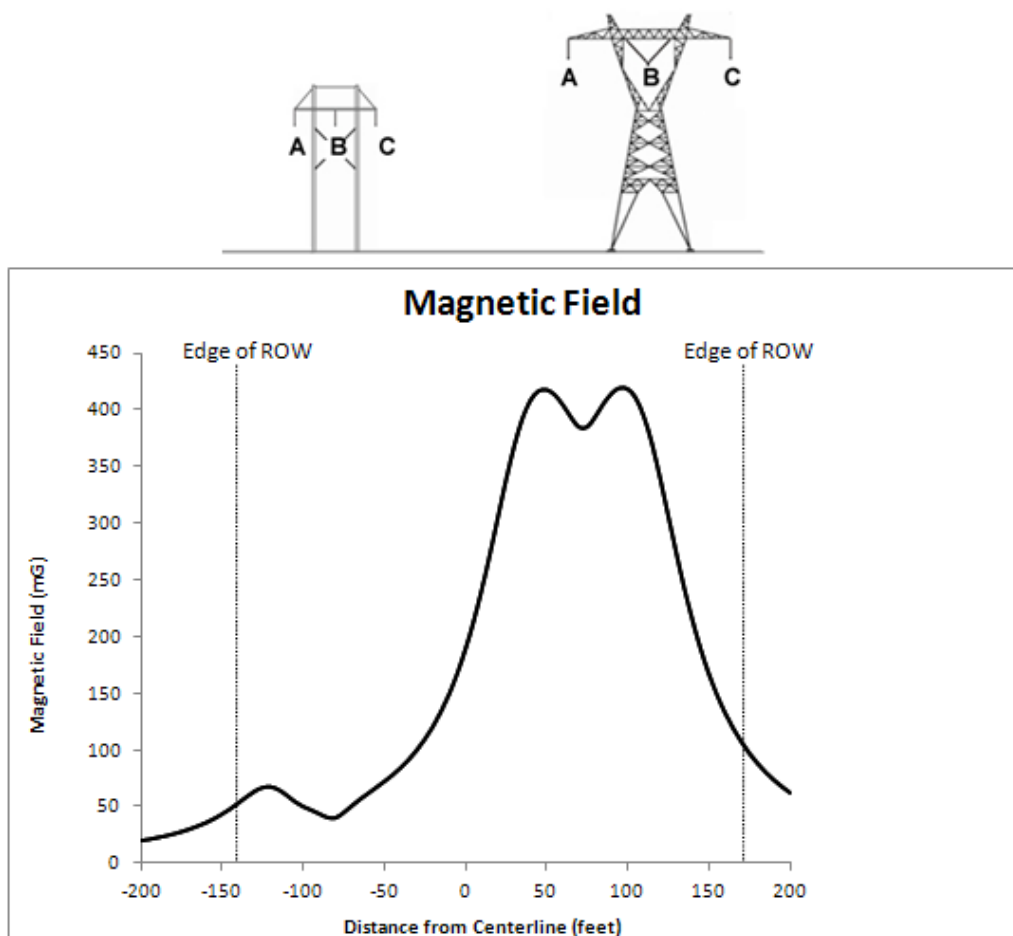 A B C
A B C
Magnetic Field
Edge of ROW Edge of ROW
Magnetic Field (mG)
450
400
350
300
250
200
150
100
50
0
-200 -150 -100 -50 0 50 100 150 200
Distance from Centerline (feet)